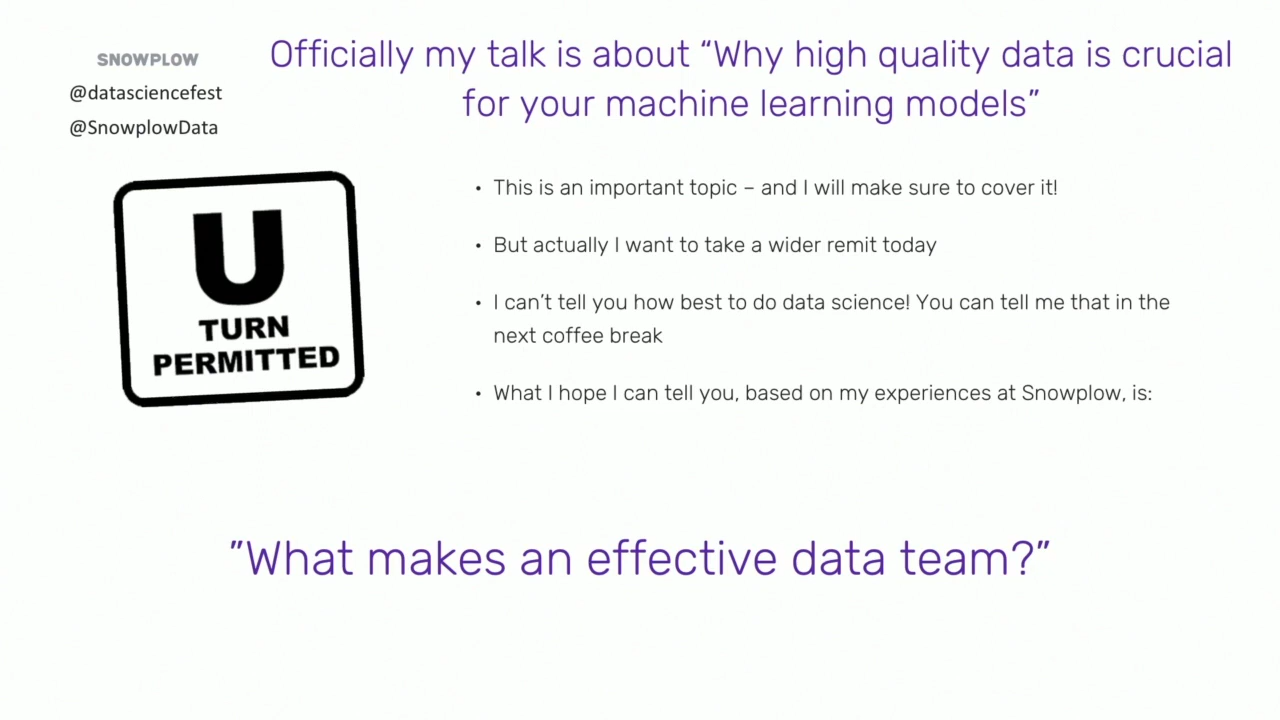 SNOWPLOW
@datasciencefest
@SnowplowData
Officially my talk is about “Why high quality data is crucial
for your machine learning models”
U
TURN
PERMITTED
• This is an important topic – and I will make sure to cover it!
• But actually I want to take a wider remit today
• I can’t tell you how best to do data science! You can tell me that in the
next coffee break
• What I hope I can tell you, based on my experiences at Snowplow, is:
”What makes an effective data team?”